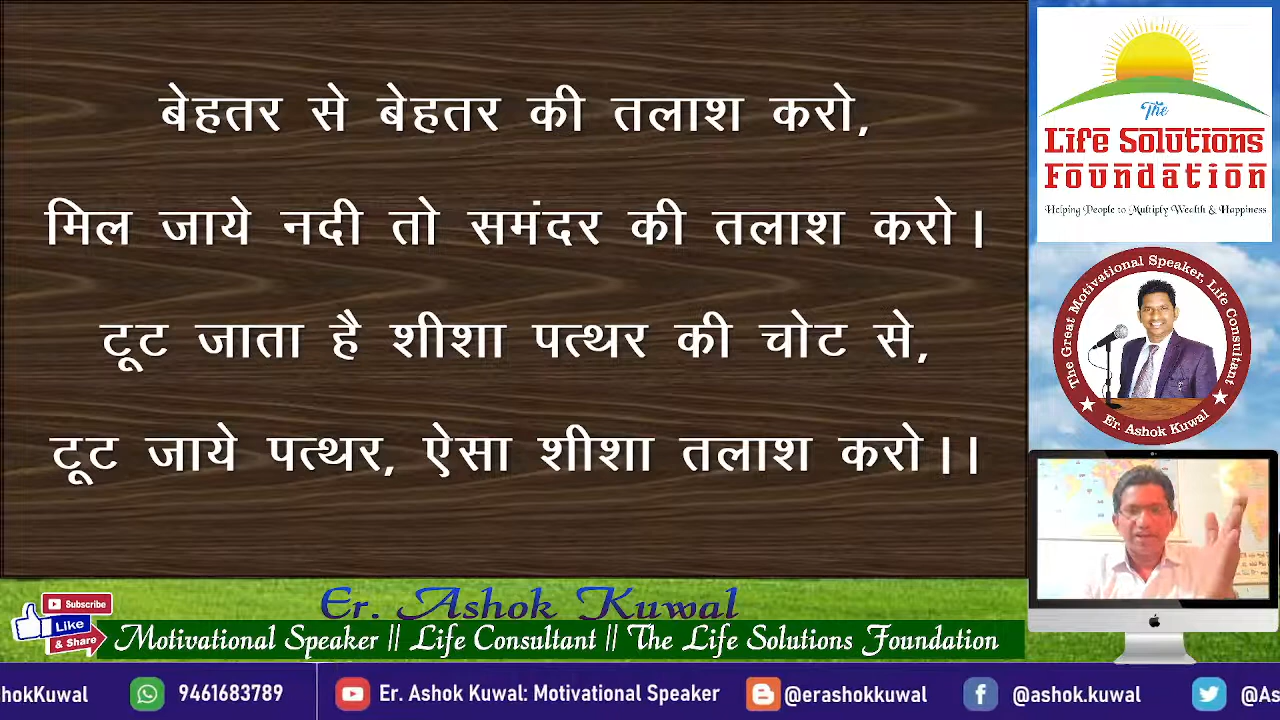 बेहतर से बेहतर की तलाश करो,
मिल जाये नदी तो समंदर की तलाश करो।
टूट जाता है शीशा पत्थर की चोट से,
टूट जाये पत्थर, ऐसा शीशा तलाश करो।।
The
Life Solutions
Foundation
Helping People to Multiply Wealth & Happiness
The Great Motivational Speaker, Life Consultant
Er. Ashok Kuwal
Subscribe
Like
& Share
Er. Ashok Kuwal
Motivational Speaker || Life Consultant || The Life Solutions Foundation
hokKuwal 9461683789 Er. Ashok Kuwal: Motivational Speaker @erashokkuwal @ashok.kuwal @As